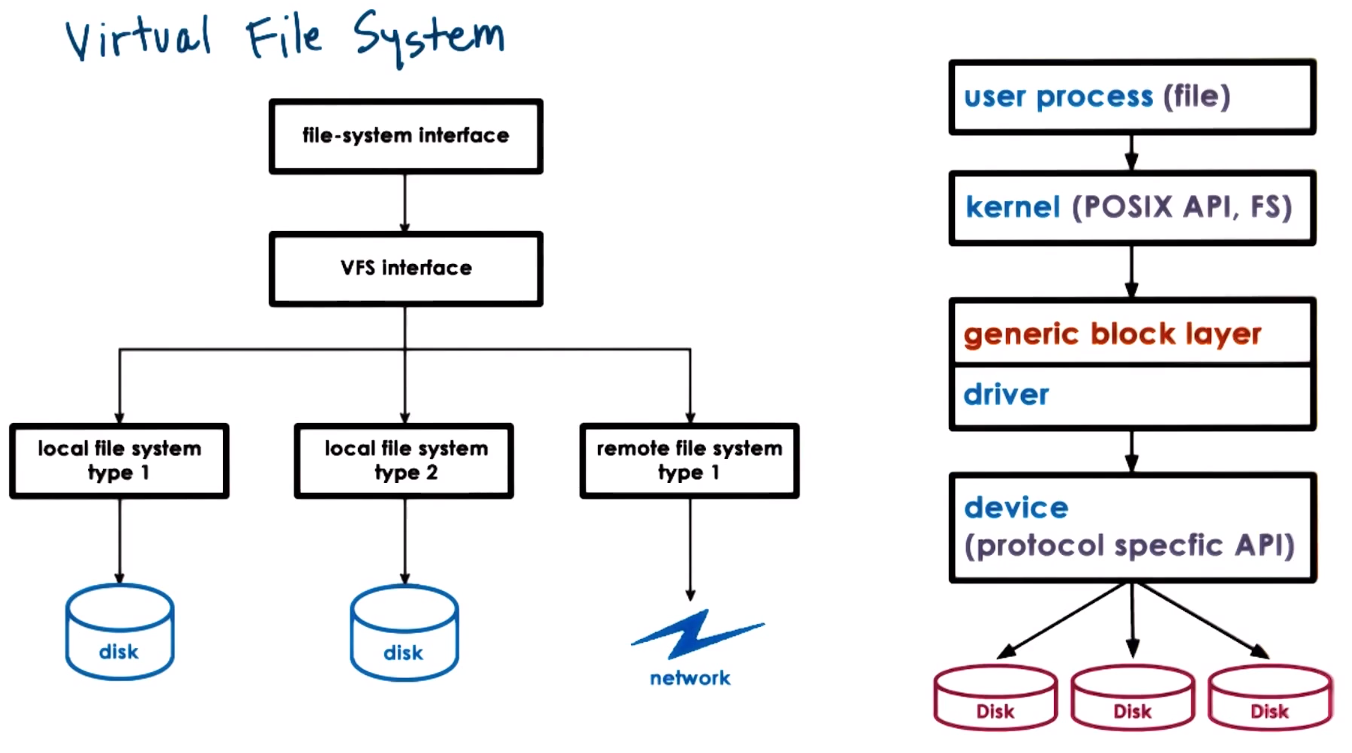 Virtual File System
file-system interface
VFS interface
local file system
type 1
local file system
type 2
remote file system
type 1
disk
disk
network
user process (file)
kernel (POSIX API, FS)
generic block layer
driver
device
(protocol specfic API)
Disk
Disk
Disk